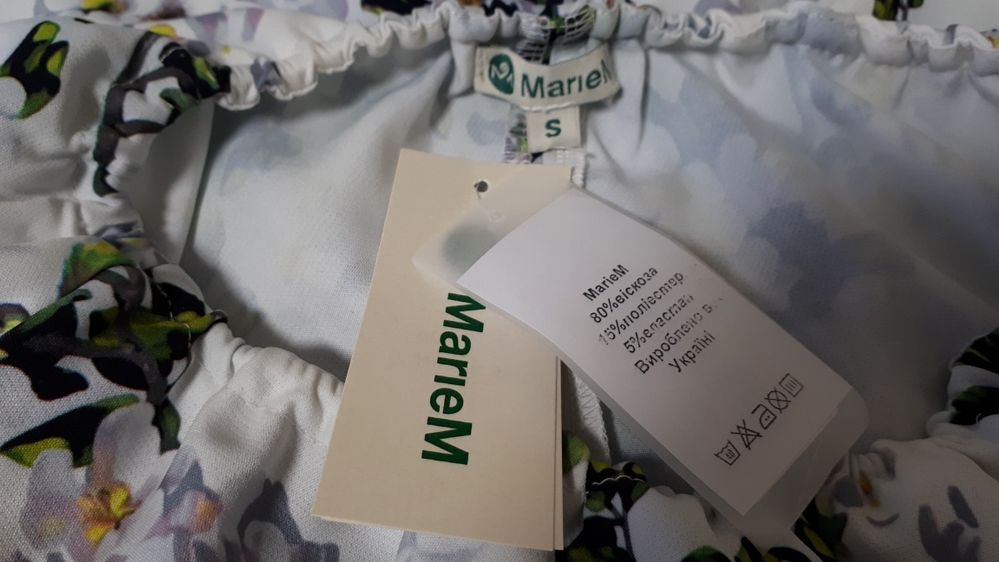 MarieM
S
MarieM
MarieM
80%віскоза
15%поліестер
5%еластан
Вироблено в
Україні